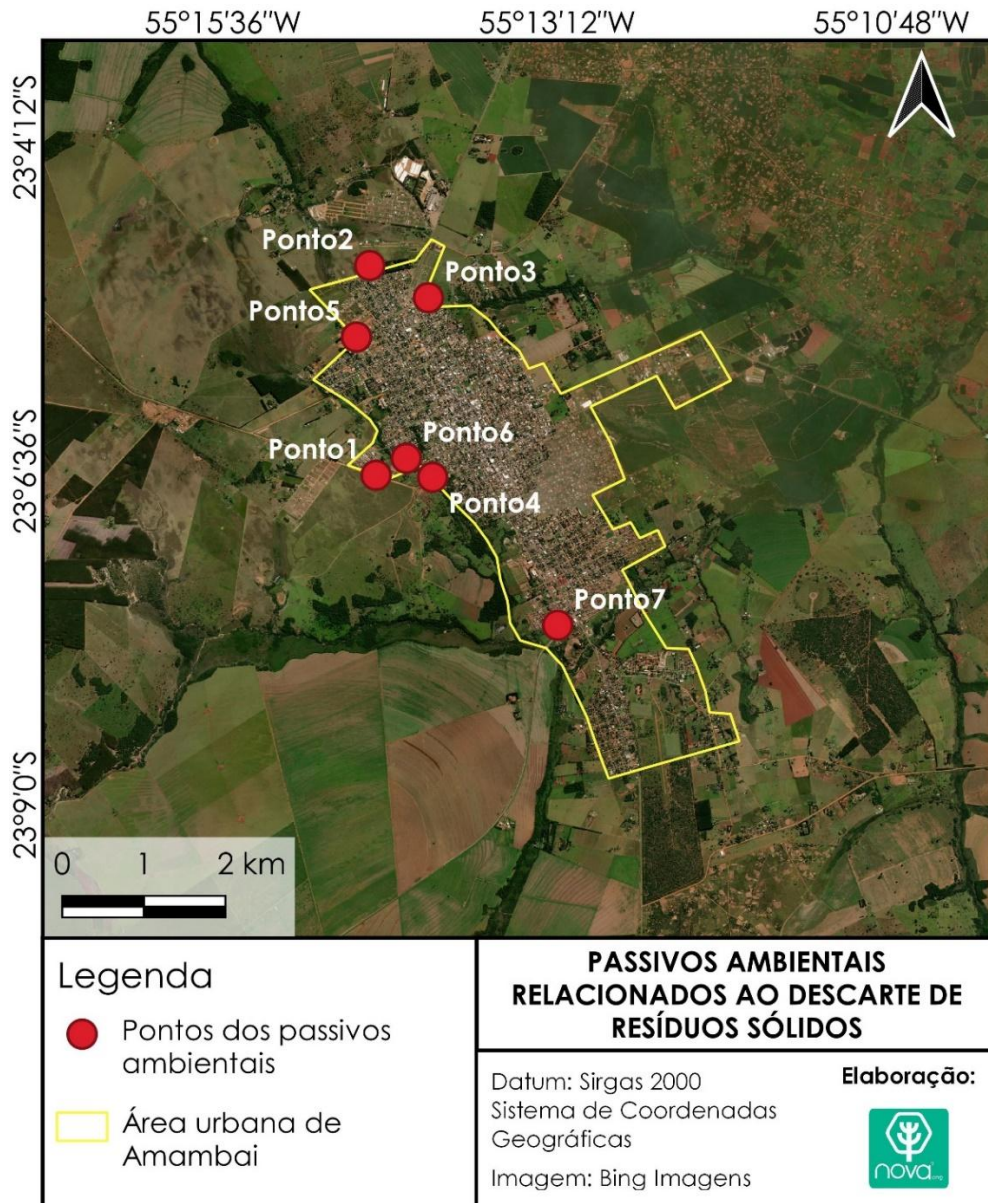 55°15'36"W 55°13'12"W 55°10'48"W
23°4'12"S
23°6'36"S
23°9'0"S
Ponto2
Ponto3
Ponto5
Ponto6
Ponto1
Ponto4
Ponto7
0 1 2 km
Legenda
Pontos dos passivos
ambientais
Área urbana de
Amambai
PASSIVOS AMBIENTAIS
RELACIONADOS AO DESCARTE DE
RESÍDUOS SÓLIDOS
Datum: Sirgas 2000
Sistema de Coordenadas
Geográficas
Imagem: Bing Imagens
Elaboração:
nova